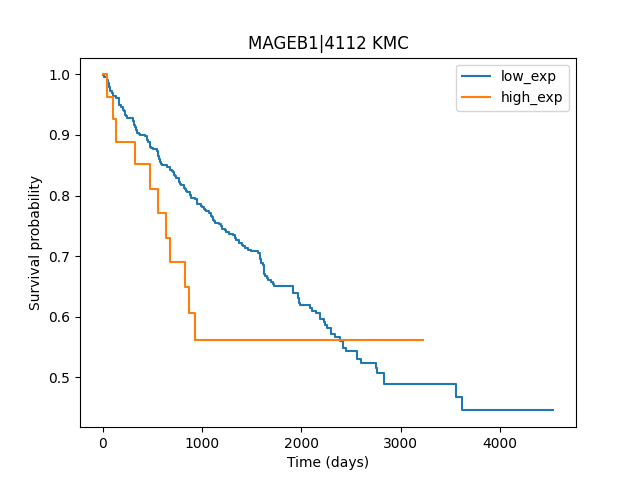 MAGEB1|4112 KMC
low_exp
high_exp
Survival probability
1.0
0.9
0.8
0.7
0.6
0.5
0
1000
2000
3000
4000
Time (days)